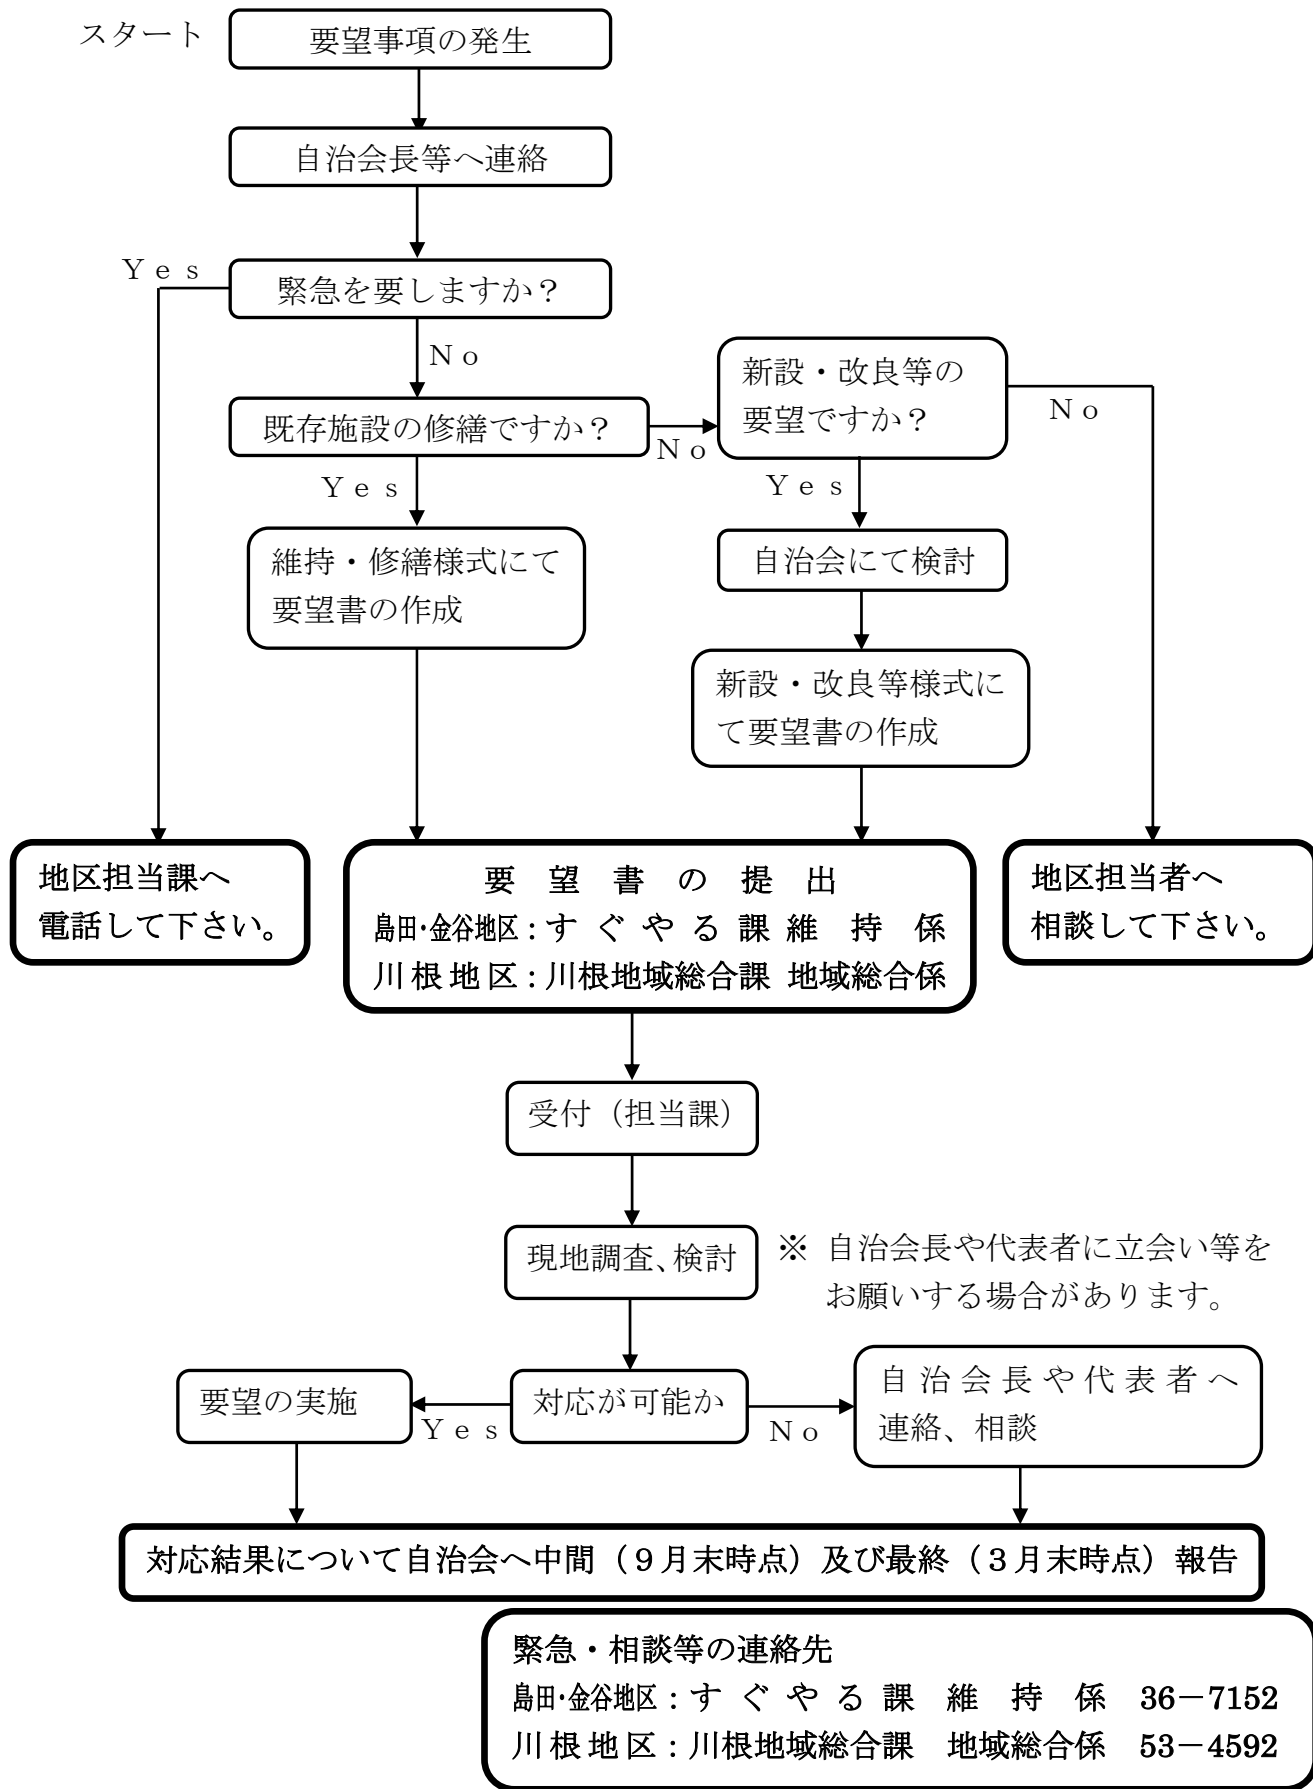 スタート
要望事項の発生
自治会長等へ連絡
Ｙｅｓ
緊急を要しますか？
Ｎｏ
新設・改良等の
要望ですか？
Ｎｏ
既存施設の修繕ですか？
Ｎｏ
Ｙｅｓ
Ｙｅｓ
維持・修繕様式にて
要望書の作成
自治会にて検討
新設・改良等様式に
て要望書の作成
地区担当課へ
電話して下さい。
要望書の提出
島田・金谷地区：すぐやる課維持係
川根地区：川根地域総合課 地域総合係
地区担当者へ
相談して下さい。
受付（担当課）
現地調査、検討
※ 自治会長や代表者に立会い等を
お願いする場合があります。
要望の実施
Ｙｅｓ
対応が可能か
Ｎｏ
自治会長や代表者へ
連絡、相談
対応結果について自治会へ中間（９月末時点）及び最終（３月末時点）報告
緊急・相談等の連絡先
島田・金谷地区：すぐやる課 維持係 36－7152
川根地区：川根地域総合課 地域総合係 53－4592